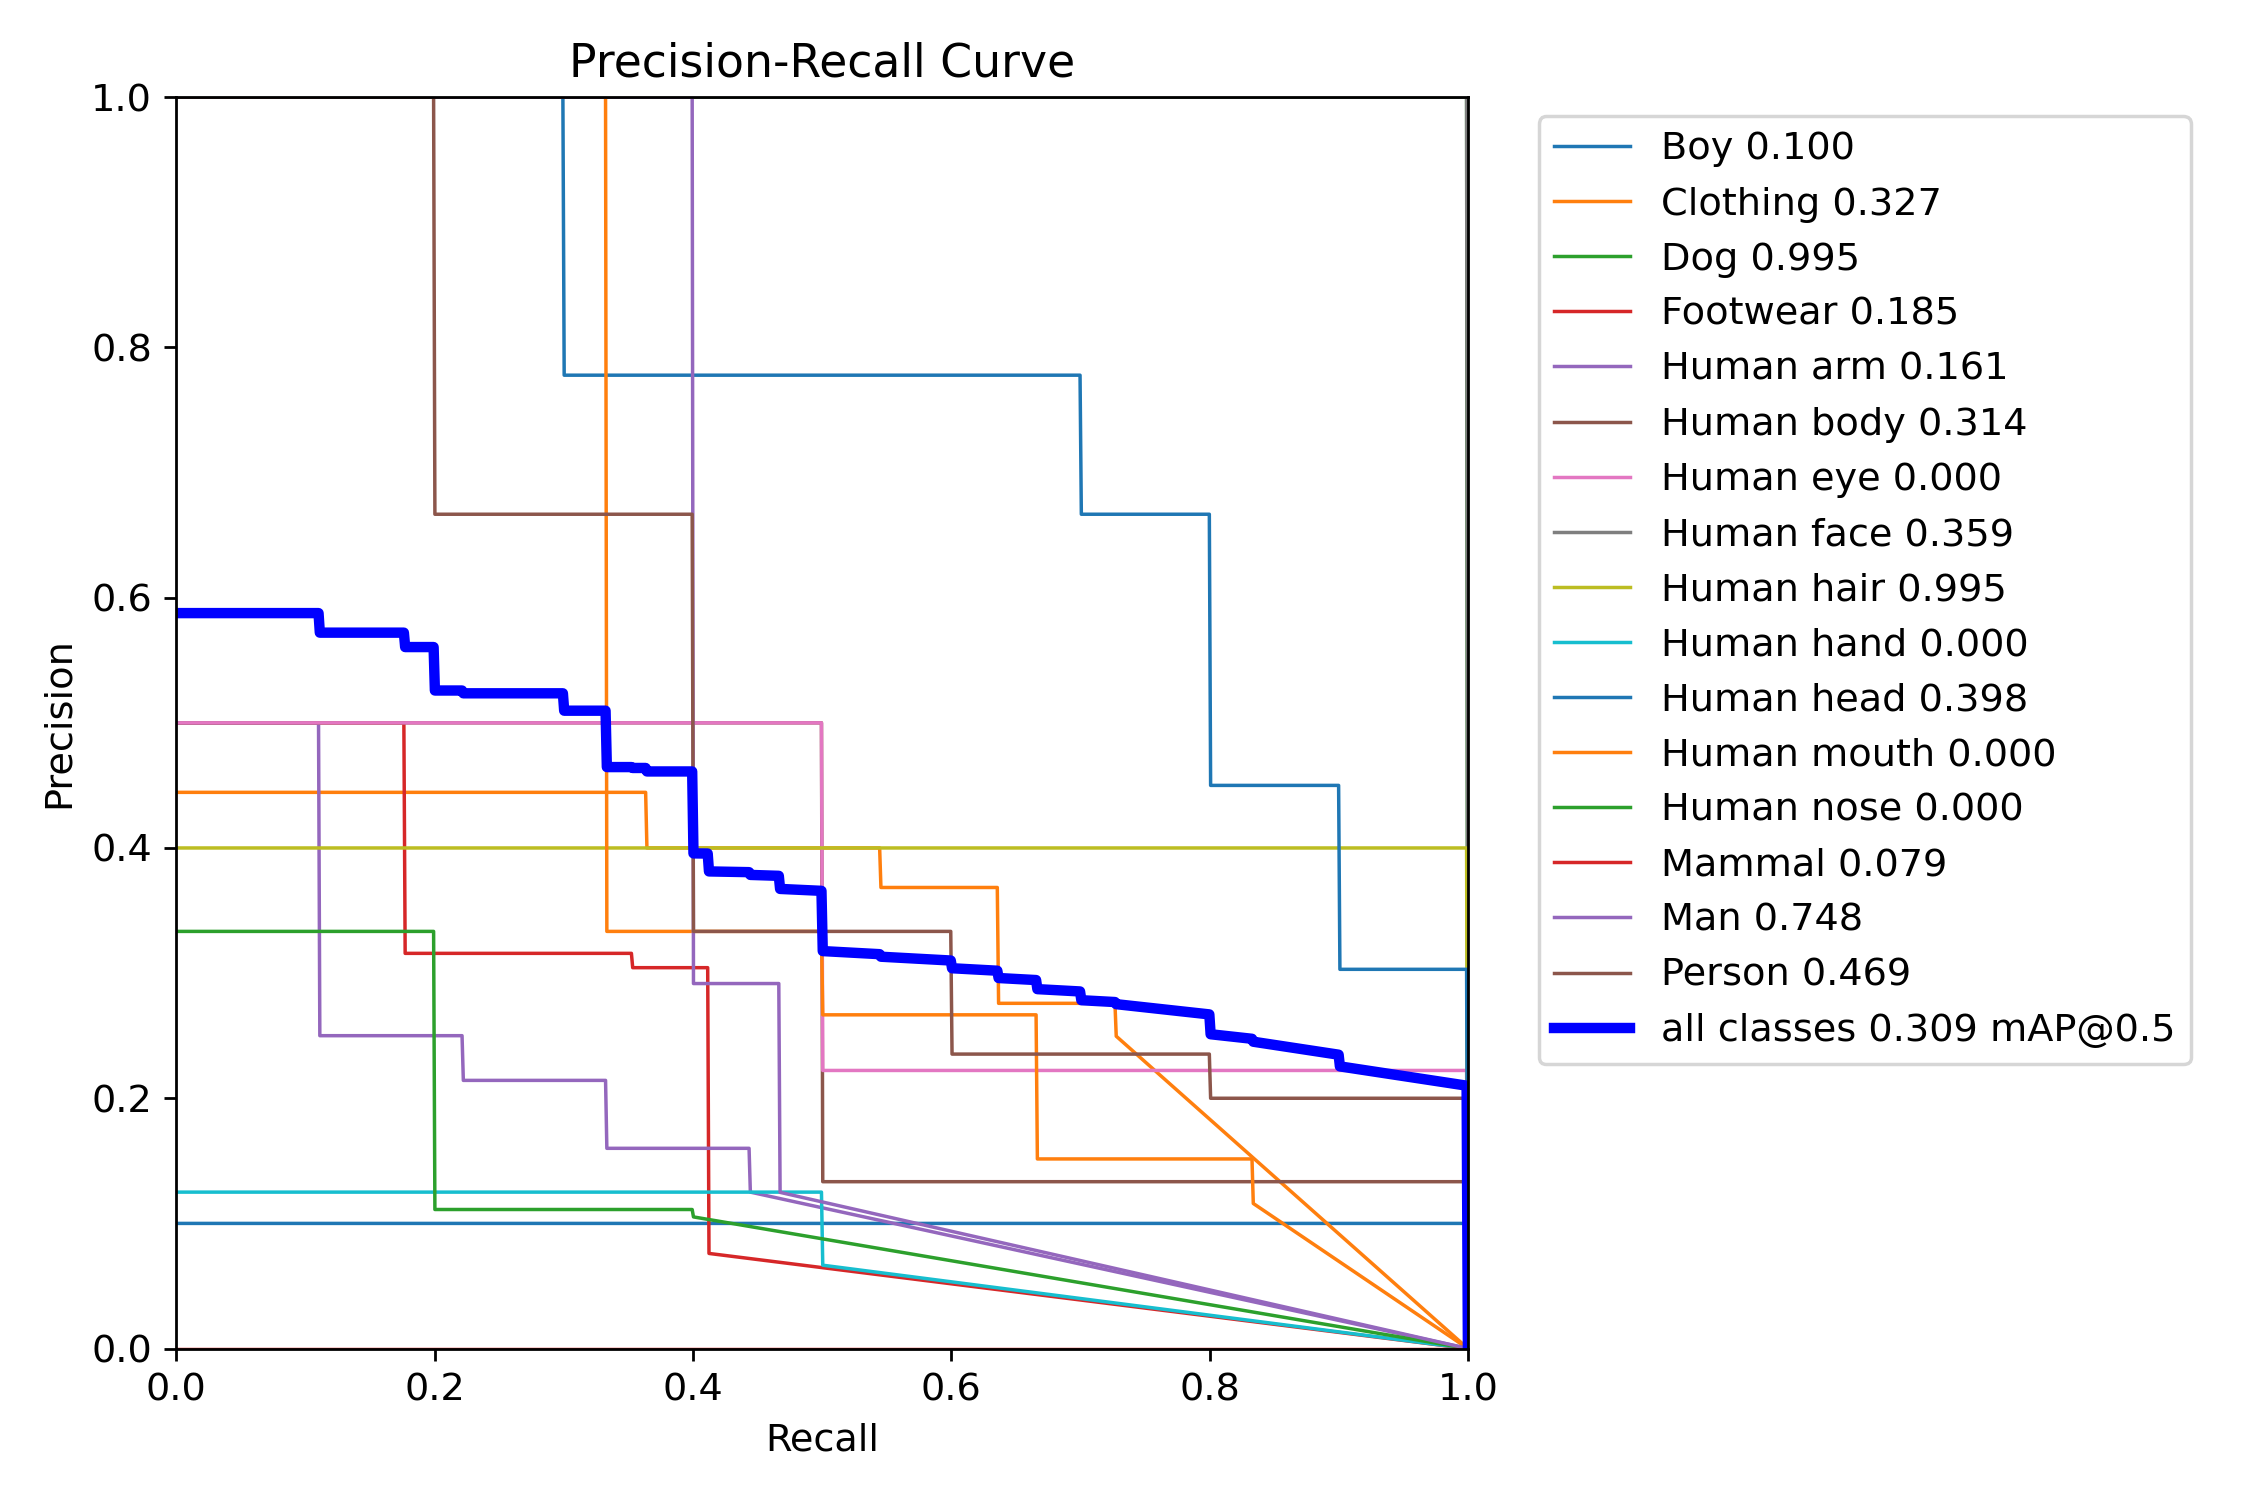 Precision-Recall Curve
1.0
0.8
0.6
0.4
0.2
0.0
Precision
0.0 0.2 0.4 0.6 0.8 1.0
Recall
Boy 0.100
Clothing 0.327
Dog 0.995
Footwear 0.185
Human arm 0.161
Human body 0.314
Human eye 0.000
Human face 0.359
Human hair 0.995
Human hand 0.000
Human head 0.398
Human mouth 0.000
Human nose 0.000
Mammal 0.079
Man 0.748
Person 0.469
all classes 0.309 mAP@0.5